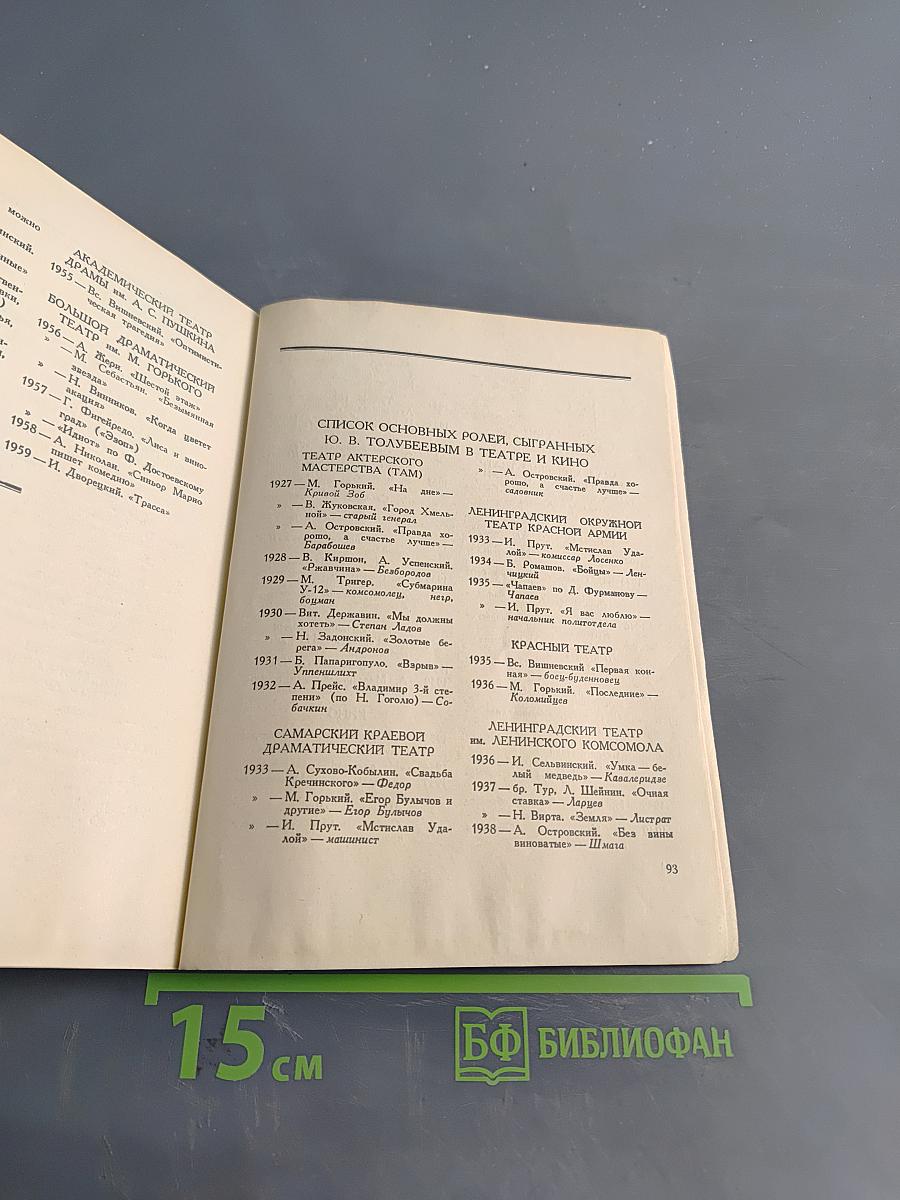 можно
АКАДЕМИЧЕСКИЙ ТЕАТР
ДРАМЫ им. А. С. ПУШКИНА
1955 — Вс. Вишневский. «Оптимисти-
ческая трагедия»
БОЛЬШОЙ ДРАМАТИЧЕСКИЙ
ТЕАТР им. М. ГОРЬКОГО
1956 — А. Жери. «Шестой этаж»
» — М. Себастьян. «Безымянная
звезда»
» — Н. Винников. «Когда цветет
акация»
1957 — Г. Фигейредо. «Лиса и вино-
град» («Эзоп»)
» — «Идиот» по Ф. Достоевскому
1958 — А. Николаи. «Синьор Марио
пишет комедию»
1959 — И. Дворецкий. «Трасса»
СПИСОК ОСНОВНЫХ РОЛЕЙ, СЫГРАННЫХ
Ю. В. ТОЛУБЕЕВЫМ В ТЕАТРЕ И КИНО
ТЕАТР АКТЕРСКОГО
МАСТЕРСТВА (ТАМ)
1927 — М. Горький. «На дне» —
Кривой Зоб
» — В. Жуковская. «Город Хмель-
ной» — старый генерал
» — А. Островский. «Правда хо-
рошо, а счастье лучше» —
Барабошев
1928 — В. Киршон, А. Успенский.
«Ржавчина» — Безбородов
1929 — М. Тригер. «Субмарина
У-12» — комсомолец, негр,
боцман
1930 — Вит. Державин. «Мы должны
хотеть» — Степан Ладов
» — Н. Задонский. «Золотые бе-
рега» — Андронов
1931 — Б. Папаригопуло. «Взрыв» —
Уппеншлихт
1932 — А. Прейс. «Владимир 3-й сте-
пени» (по Н. Гоголю) — Со-
бачкин
САМАРСКИЙ КРАЕВОЙ
ДРАМАТИЧЕСКИЙ ТЕАТР
1933 — А. Сухово-Кобылин. «Свадьба
Кречинского» — Федор
» — М. Горький. «Егор Булычов и
другие» — Егор Булычов
» — И. Прут. «Мстислав Уда-
лой» — машинист
» — А. Островский. «Правда хо-
рошо, а счастье лучше» —
садовник
ЛЕНИНГРАДСКИЙ ОКРУЖНОЙ
ТЕАТР КРАСНОЙ АРМИИ
1933 — И. Прут. «Мстислав Уда-
лой» — комиссар Лосенко
1934 — Б. Ромашов. «Бойцы» — Лен-
чицкий
1935 — «Чапаев» по Д. Фурманову —
Чапаев
» — И. Прут. «Я вас люблю» —
начальник политотдела
КРАСНЫЙ ТЕАТР
1935 — Вс. Вишневский «Первая кон-
ная» — боец-буденновец
1936 — М. Горький. «Последние» —
Коломийцев
ЛЕНИНГРАДСКИЙ ТЕАТР
им. ЛЕНИНСКОГО КОМСОМОЛА
1936 — И. Сельвинский. «Умка — бе-
лый медведь» — Кавалеридзе
1937 — бр. Тур, Л. Шейнин. «Очная
ставка» — Ларцев
» — Н. Вирта. «Земля» — Листрат
1938 — А. Островский. «Без вины
виноватые» — Шмага
93
15 см
БФ БИБЛИОФАН